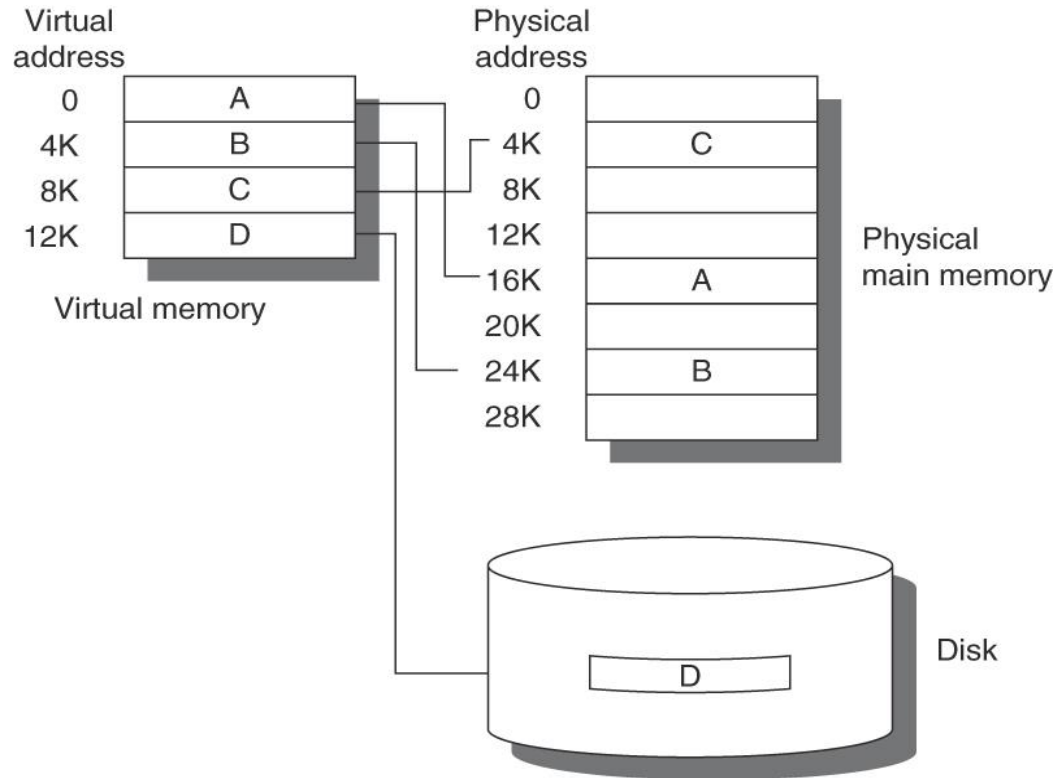 Virtual
address
0
A
4K
B
8K
C
12K
D
Virtual memory
Physical
address
0
4K
C
8K
12K
16K
A
20K
24K
B
28K
Physical
main memory
D
Disk